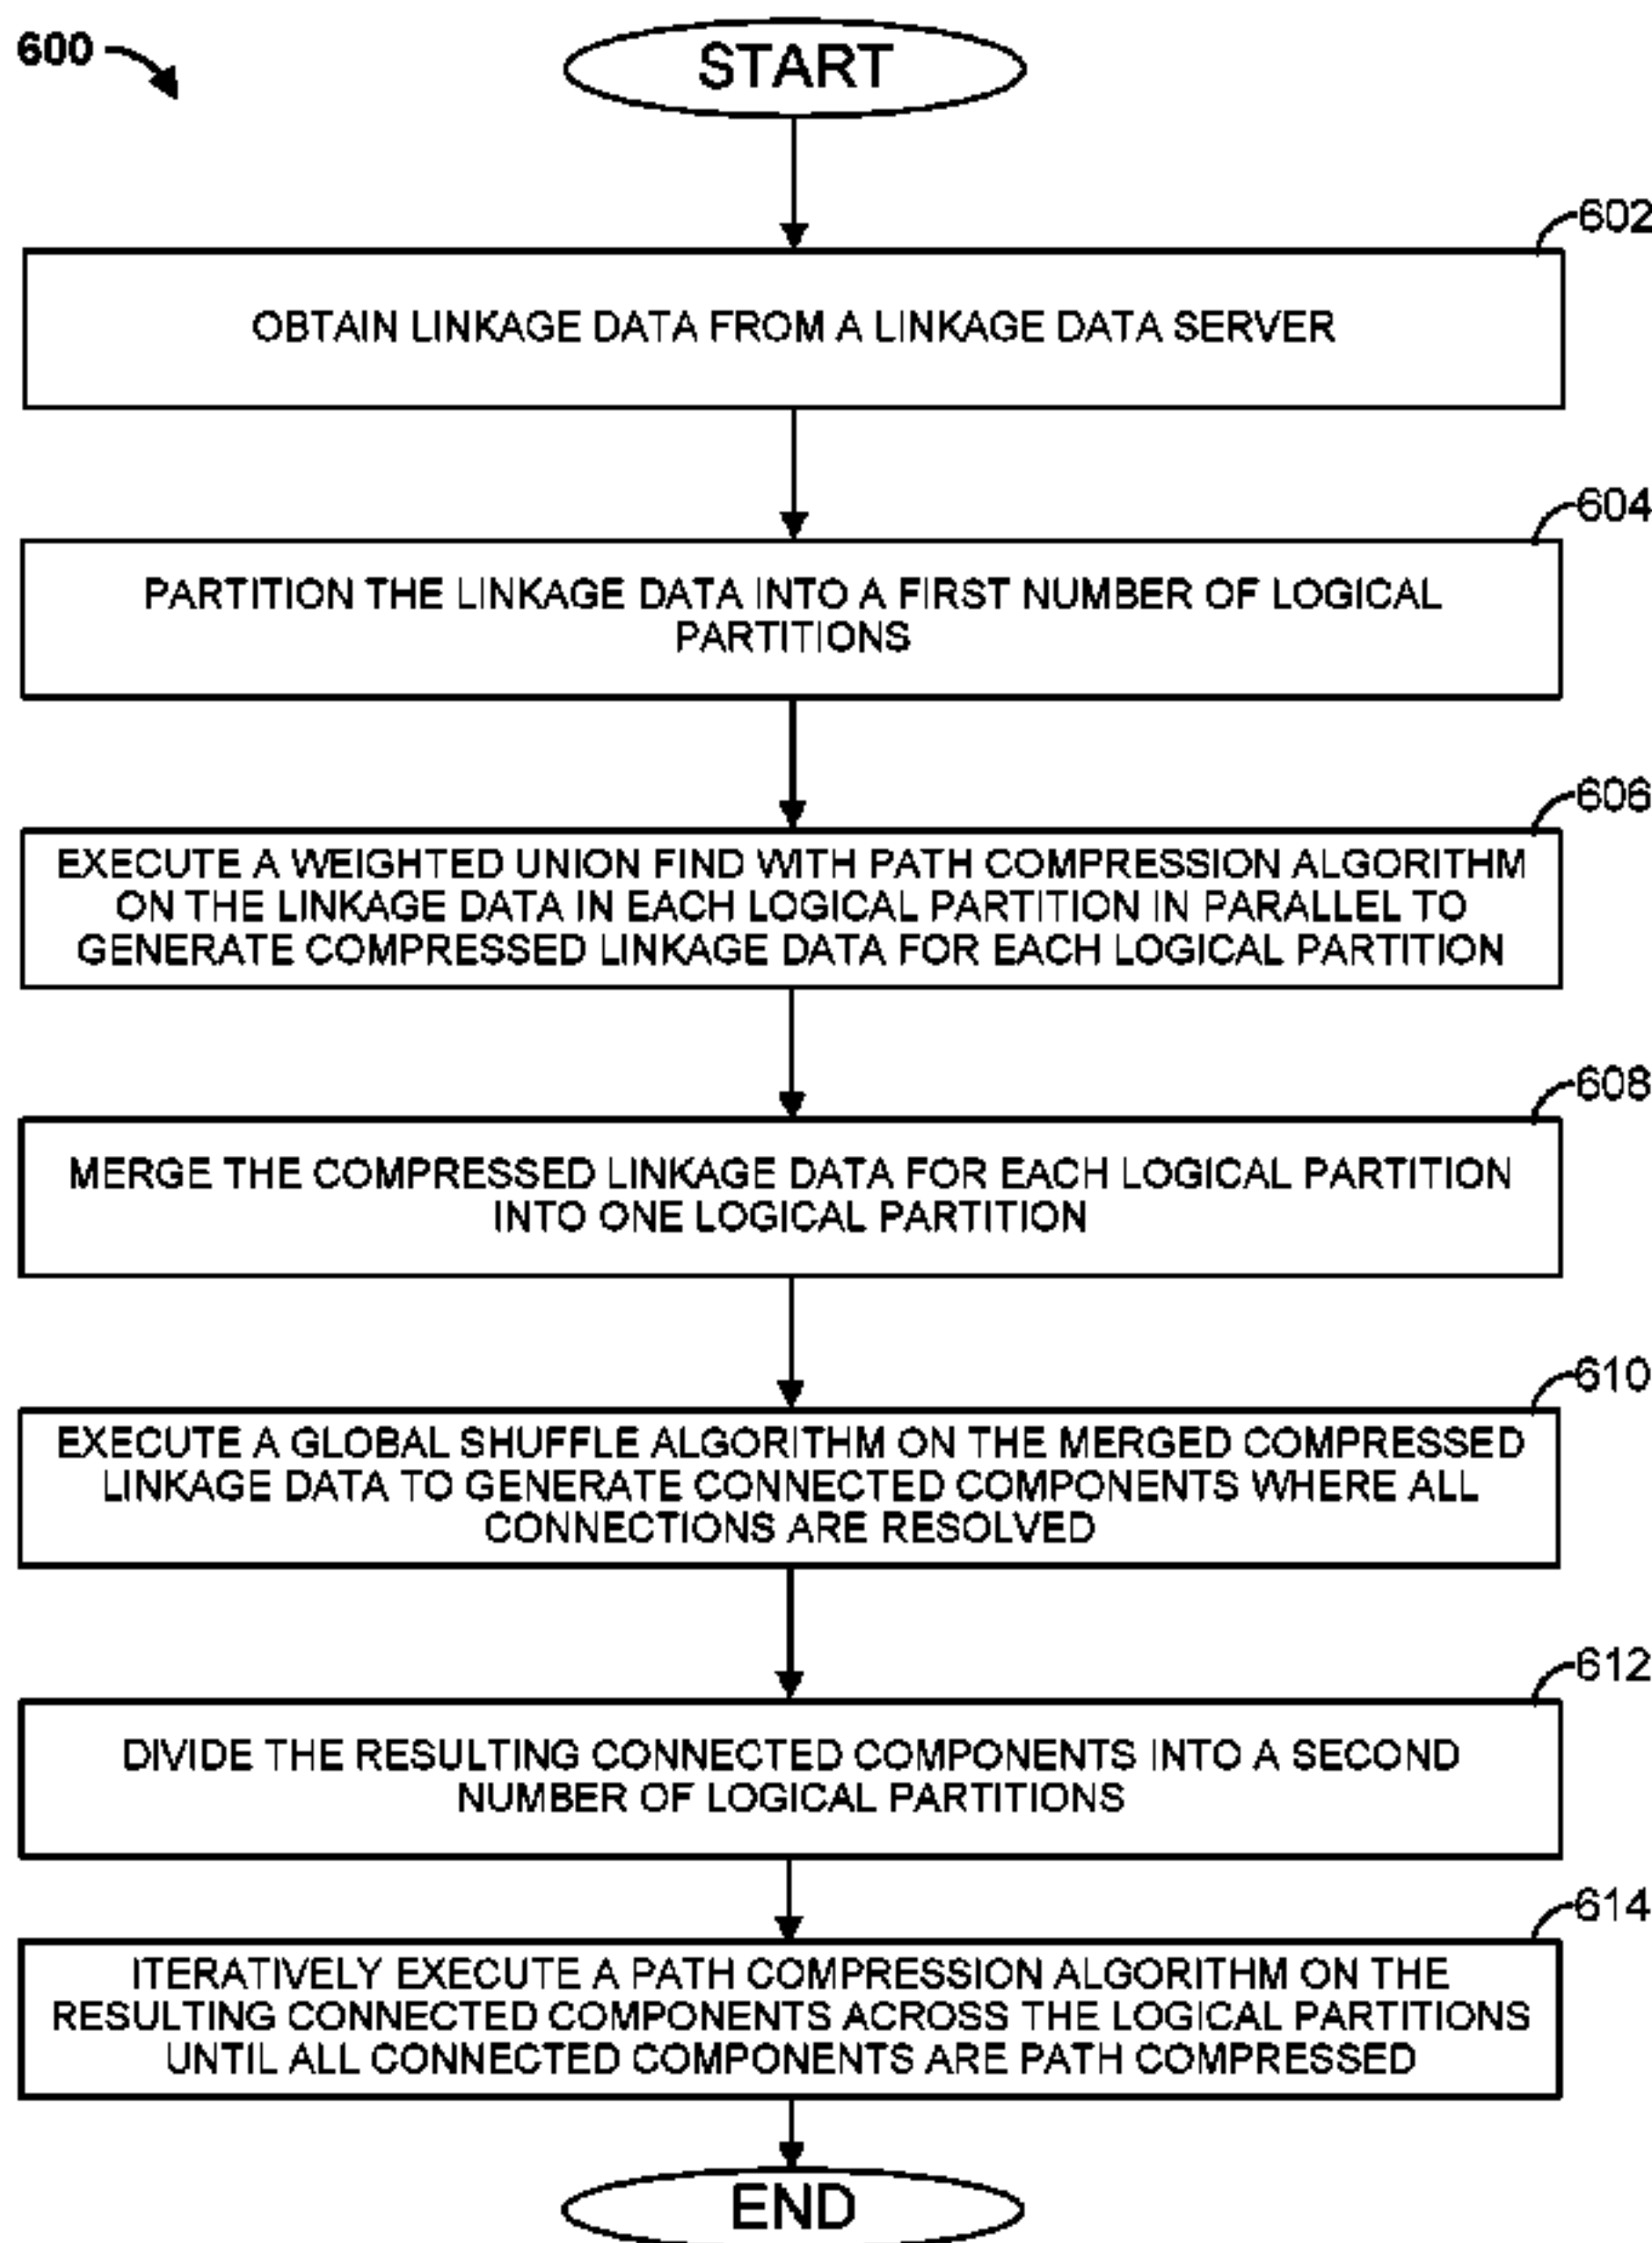 600
START
602
OBTAIN LINKAGE DATA FROM A LINKAGE DATA SERVER
604
PARTITION THE LINKAGE DATA INTO A FIRST NUMBER OF LOGICAL
PARTITIONS
606
EXECUTE A WEIGHTED UNION FIND WITH PATH COMPRESSION ALGORITHM
ON THE LINKAGE DATA IN EACH LOGICAL PARTITION IN PARALLEL TO
GENERATE COMPRESSED LINKAGE DATA FOR EACH LOGICAL PARTITION
608
MERGE THE COMPRESSED LINKAGE DATA FOR EACH LOGICAL PARTITION
INTO ONE LOGICAL PARTITION
610
EXECUTE A GLOBAL SHUFFLE ALGORITHM ON THE MERGED COMPRESSED
LINKAGE DATA TO GENERATE CONNECTED COMPONENTS WHERE ALL
CONNECTIONS ARE RESOLVED
612
DIVIDE THE RESULTING CONNECTED COMPONENTS INTO A SECOND
NUMBER OF LOGICAL PARTITIONS
614
ITERATIVELY EXECUTE A PATH COMPRESSION ALGORITHM ON THE
RESULTING CONNECTED COMPONENTS ACROSS THE LOGICAL PARTITIONS
UNTIL ALL CONNECTED COMPONENTS ARE PATH COMPRESSED
END